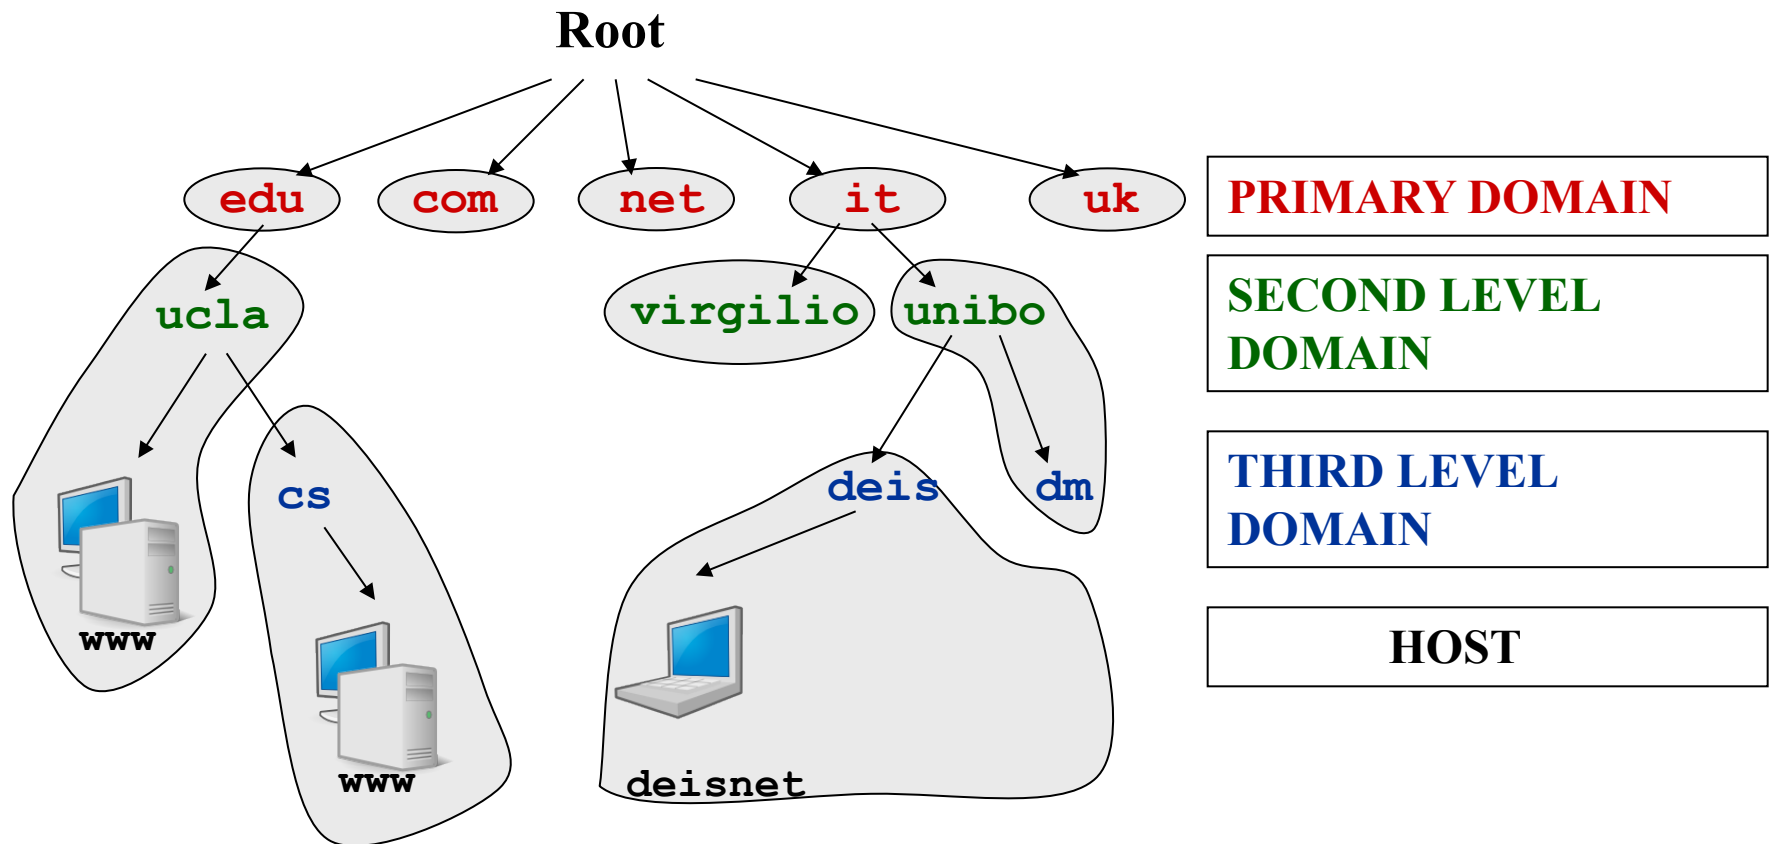 Root
edu com net it uk
PRIMARY DOMAIN
ucla virgilio unibo
SECOND LEVEL
DOMAIN
cs deis dm
THIRD LEVEL
DOMAIN
www
HOST
www
deisnet